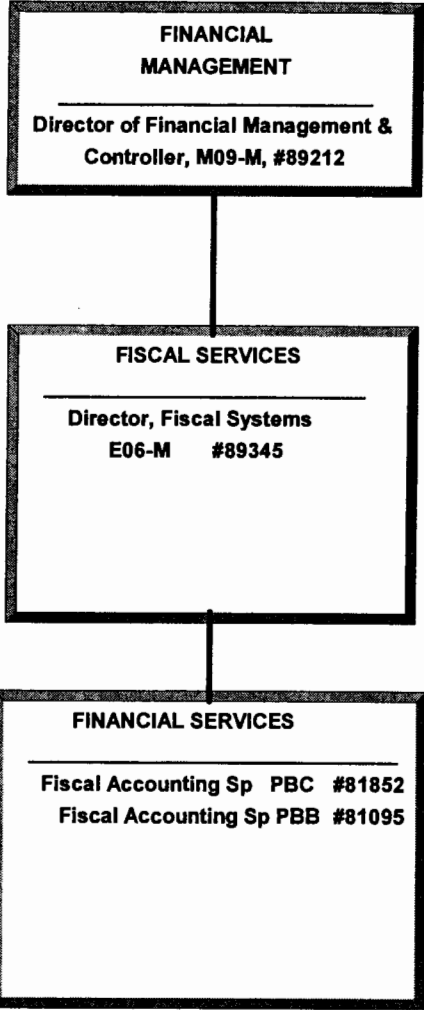 FINANCIAL
MANAGEMENT
Director of Financial Management &
Controller, M09-M, #89212
FISCAL SERVICES
Director, Fiscal Systems
E06-M #89345
FINANCIAL SERVICES
Fiscal Accounting Sp PBC #81852
Fiscal Accounting Sp PBB #81095